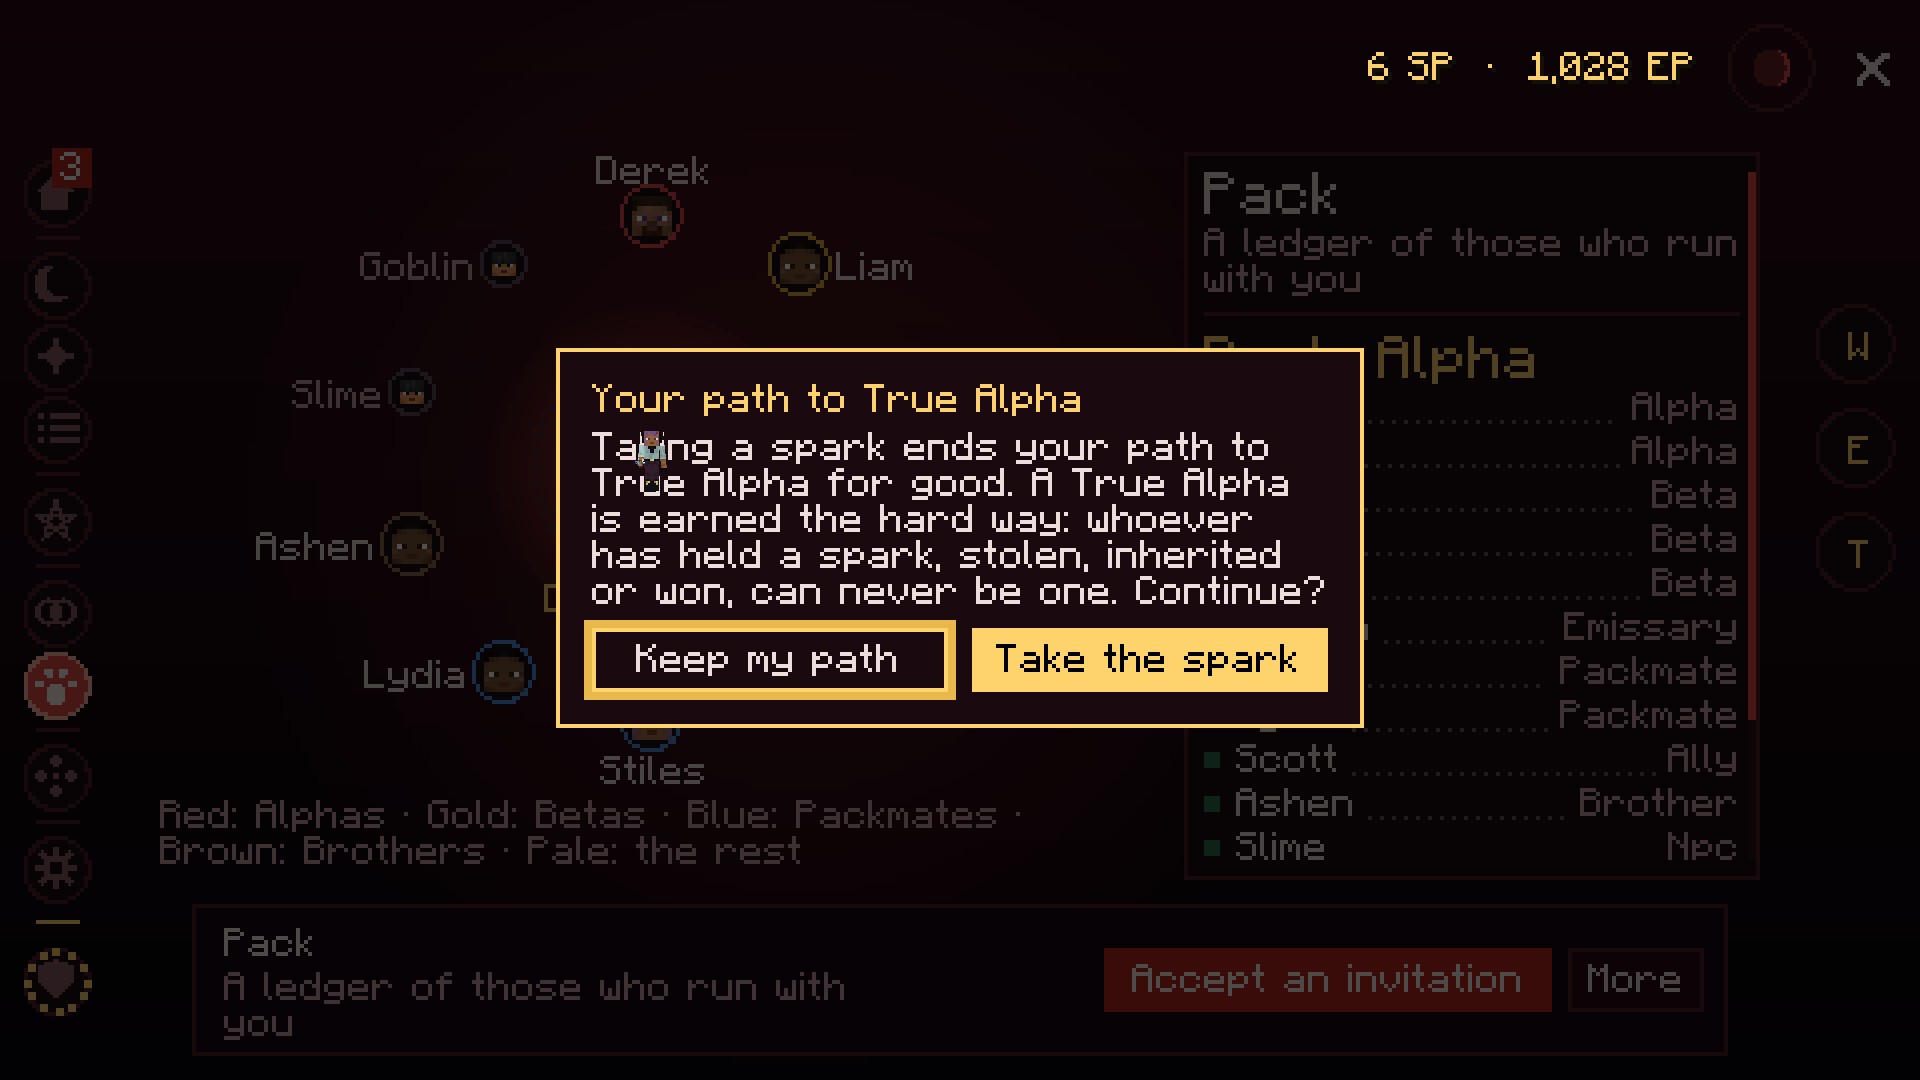 6 SP · 1,028 EP
3
Derek
Goblin
Liam
Slime
Ashen
Lydia
Stiles
Red: Alphas · Gold: Betas · Blue: Packmates ·
Brown: Brothers · Pale: the rest
Your path to True Alpha
Taking a spark ends your path to
True Alpha for good. A True Alpha
is earned the hard way: whoever
has held a spark, stolen, inherited
or won, can never be one. Continue?
Keep my path
Take the spark
Pack
A ledger of those who run
with you
Alpha
Alpha
Alpha
Beta
Beta
Beta
Emissary
Packmate
Packmate
Scott Ally
Ashen Brother
Slime Npc
W
E
T
Pack
A ledger of those who run with
you
Accept an invitation
More